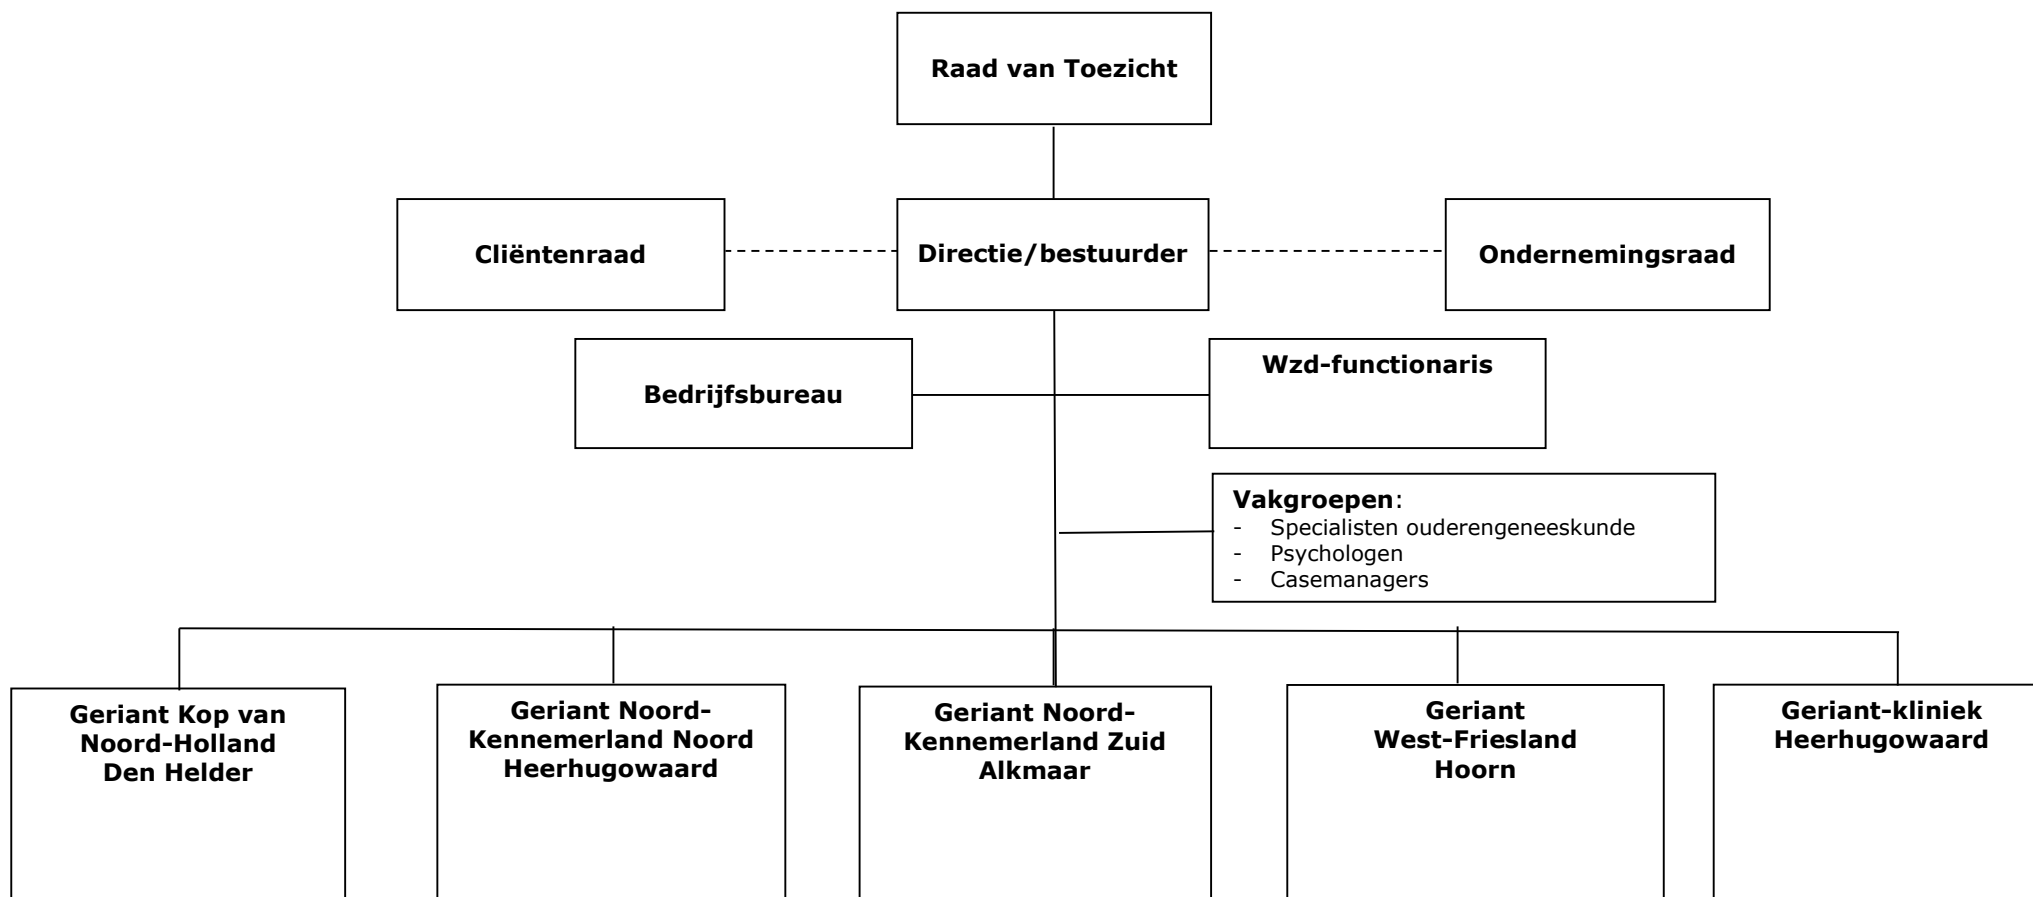 Raad van Toezicht
Cliëntenraad
Directie/bestuurder
Ondernemingsraad
Bedrijfsbureau
Wzd-functionaris
Vakgroepen:
- Specialisten ouderengeneeskunde
- Psychologen
- Casemanagers
Geriant Kop van
Noord-Holland
Den Helder
Geriant Noord-
Kennemerland Noord
Heerhugowaard
Geriant Noord-
Kennemerland Zuid
Alkmaar
Geriant
West-Friesland
Hoorn
Geriant-kliniek
Heerhugowaard